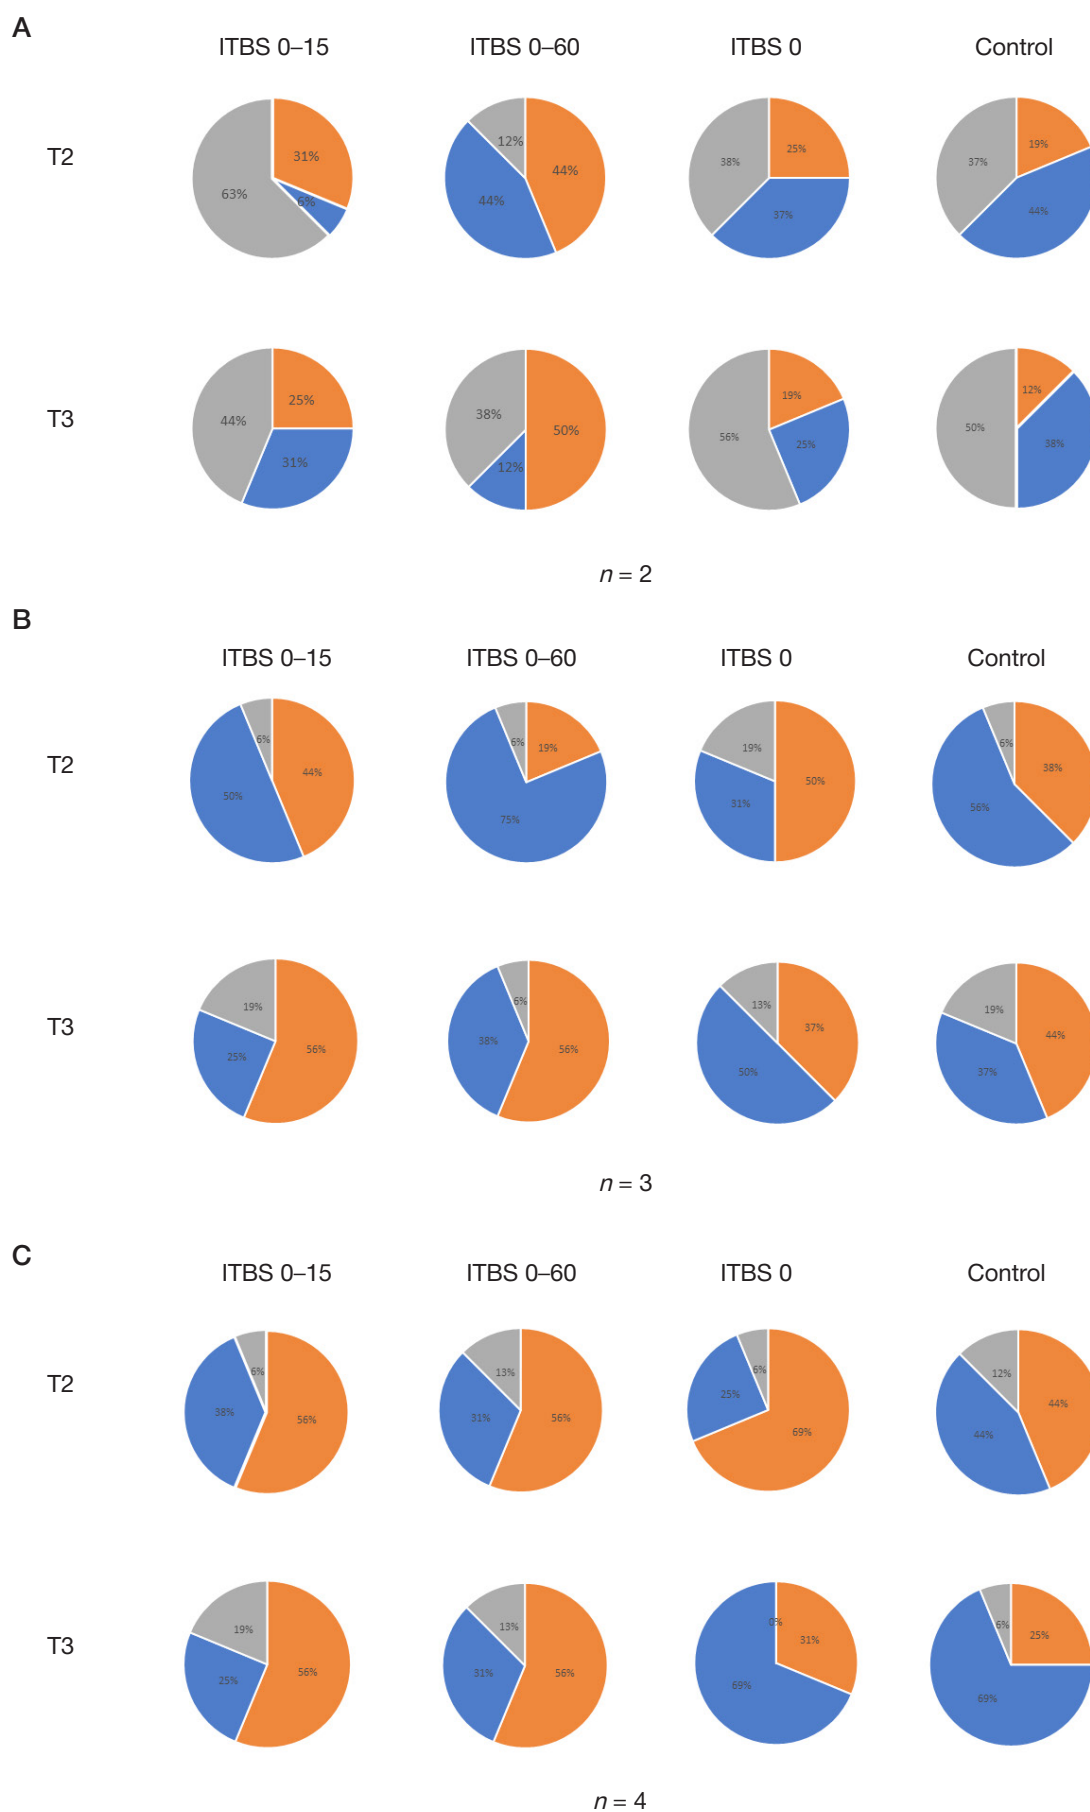 A
ITBS 0–15 ITBS 0–60 ITBS 0 Control
T2
31% 6% 63%
44% 44% 12%
25% 37% 38%
19% 44% 37%
T3
25% 31% 44%
50% 12% 38%
19% 25% 56%
12% 38% 50%
n = 2
B
ITBS 0–15 ITBS 0–60 ITBS 0 Control
T2
44% 50% 6%
19% 75% 6%
50% 31% 19%
38% 56% 6%
T3
56% 25% 19%
56% 38% 6%
37% 50% 13%
44% 37% 19%
n = 3
C
ITBS 0–15 ITBS 0–60 ITBS 0 Control
T2
56% 38% 6%
56% 31% 13%
69% 25% 6%
44% 44% 12%
T3
56% 25% 19%
56% 31% 13%
31% 69% 0%
25% 69% 6%
n = 4